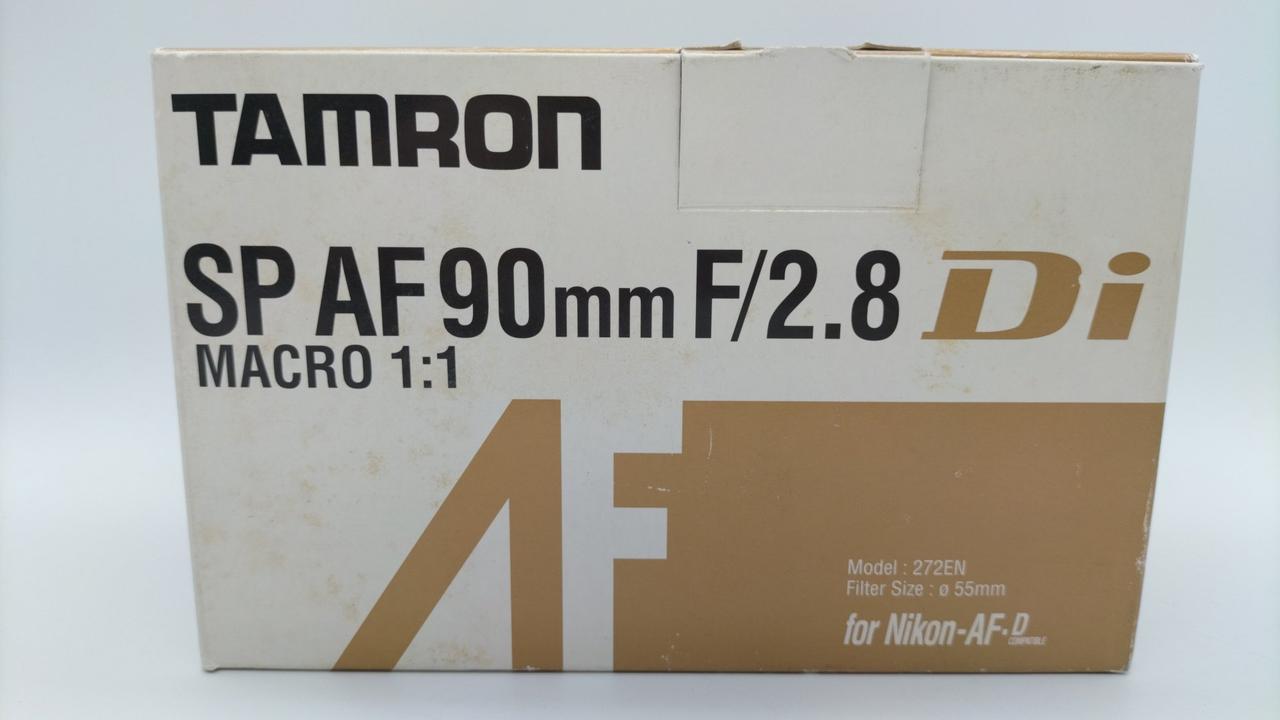 TAMRON
SP AF 90mm F/2.8 Di
MACRO 1:1
AF
Model : 272EN
Filter Size : ø 55mm
for Nikon-AF-D
COMPATIBLE